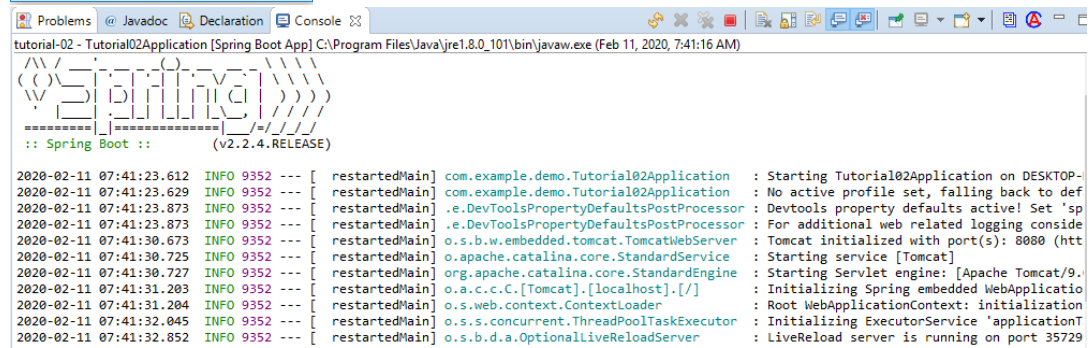 Problems @ Javadoc Declaration Console
tutorial-02 - Tutorial02Application [Spring Boot App] C:\Program Files\Java\jre1.8.0_101\bin\javaw.exe (Feb 11, 2020, 7:41:16 AM)
 /\\ / ___'_ __ _ _(_)_ __  __ _ \ \ \ \
( ( )\___ | '_ | '_| | '_ \/ _` | \ \ \ \
 \\/  ___)| |_)| | | | | || (_| |  ) ) ) )
  '  |____| .__|_| |_|_| |_\__, | / / / /
 =========|_|==============|___/=/_/_/_/
 :: Spring Boot ::        (v2.2.4.RELEASE)
2020-02-11 07:41:23.612  INFO 9352 --- [  restartedMain] com.example.demo.Tutorial02Application   : Starting Tutorial02Application on DESKTOP-
2020-02-11 07:41:23.629  INFO 9352 --- [  restartedMain] com.example.demo.Tutorial02Application   : No active profile set, falling back to def
2020-02-11 07:41:23.873  INFO 9352 --- [  restartedMain] .e.DevToolsPropertyDefaultsPostProcessor : Devtools property defaults active! Set 'sp
2020-02-11 07:41:23.873  INFO 9352 --- [  restartedMain] .e.DevToolsPropertyDefaultsPostProcessor : For additional web related logging conside
2020-02-11 07:41:30.673  INFO 9352 --- [  restartedMain] o.s.b.w.embedded.tomcat.TomcatWebServer  : Tomcat initialized with port(s): 8080 (htt
2020-02-11 07:41:30.725  INFO 9352 --- [  restartedMain] o.apache.catalina.core.StandardService   : Starting service [Tomcat]
2020-02-11 07:41:30.727  INFO 9352 --- [  restartedMain] org.apache.catalina.core.StandardEngine  : Starting Servlet engine: [Apache Tomcat/9.
2020-02-11 07:41:31.203  INFO 9352 --- [  restartedMain] o.a.c.c.C.[Tomcat].[localhost].[/]       : Initializing Spring embedded WebApplicatio
2020-02-11 07:41:31.204  INFO 9352 --- [  restartedMain] o.s.web.context.ContextLoader            : Root WebApplicationContext: initialization
2020-02-11 07:41:32.045  INFO 9352 --- [  restartedMain] o.s.s.concurrent.ThreadPoolTaskExecutor  : Initializing ExecutorService 'applicationT
2020-02-11 07:41:32.852  INFO 9352 --- [  restartedMain] o.s.b.d.a.OptionalLiveReloadServer       : LiveReload server is running on port 35729